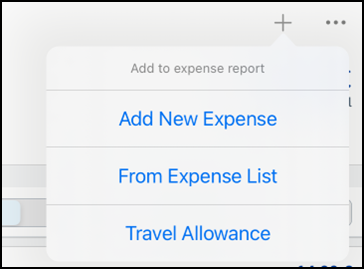 Add to expense report
Add New Expense
From Expense List
Travel Allowance